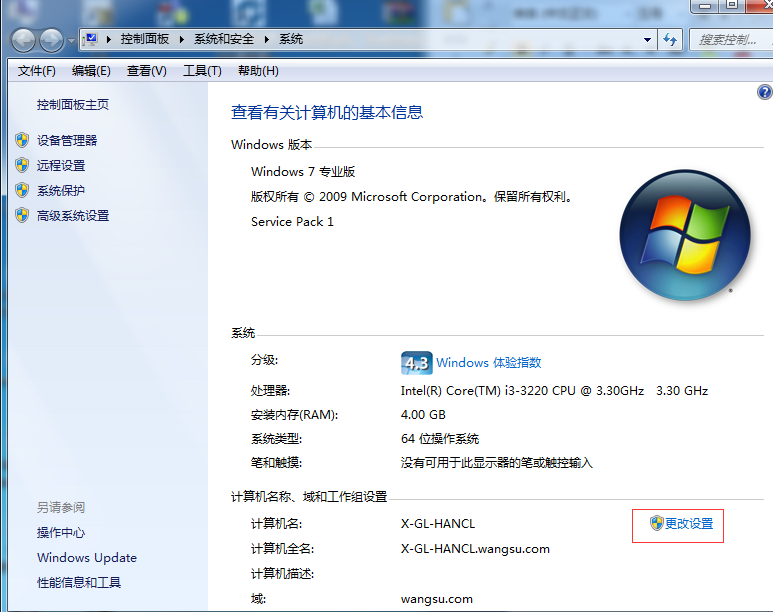 控制面板 ▸ 系统和安全 ▸ 系统
搜索控制...
文件(F) 编辑(E) 查看(V) 工具(T) 帮助(H)
控制面板主页
设备管理器
远程设置
系统保护
高级系统设置
另请参阅
操作中心
Windows Update
性能信息和工具
查看有关计算机的基本信息
Windows 版本
Windows 7 专业版
版权所有 © 2009 Microsoft Corporation。保留所有权利。
Service Pack 1
系统
分级: 4.3 Windows 体验指数
处理器: Intel(R) Core(TM) i3-3220 CPU @ 3.30GHz 3.30 GHz
安装内存(RAM): 4.00 GB
系统类型: 64 位操作系统
笔和触摸: 没有可用于此显示器的笔或触控输入
计算机名称、域和工作组设置
计算机名: X-GL-HANCL 更改设置
计算机全名: X-GL-HANCL.wangsu.com
计算机描述:
域: wangsu.com